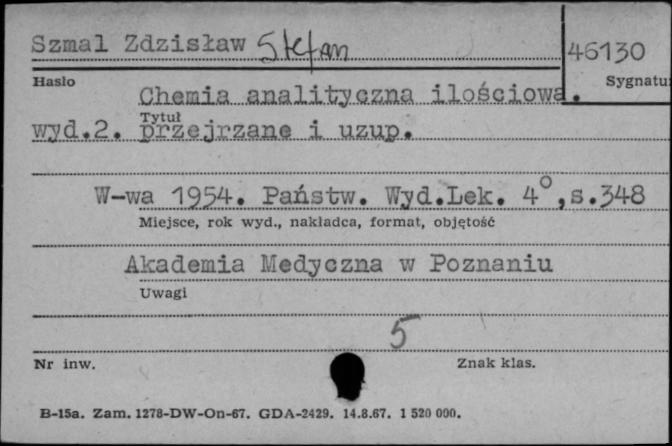 Szmal Zdzisław Stefan 46130
Hasło Sygnatu
Chemia analityczna ilościowa.
Tytuł
wyd.2. przejrzane i uzup.
W-wa 1954. Państw. Wyd.Lek. 4°,s.348
Miejsce, rok wyd., nakładca, format, objętość
Akademia Medyczna w Poznaniu
Uwagi
5
Nr inw. Znak klas.
B-15a. Zam. 1278-DW-On-67. GDA-2429. 14.8.67. 1 520 000.